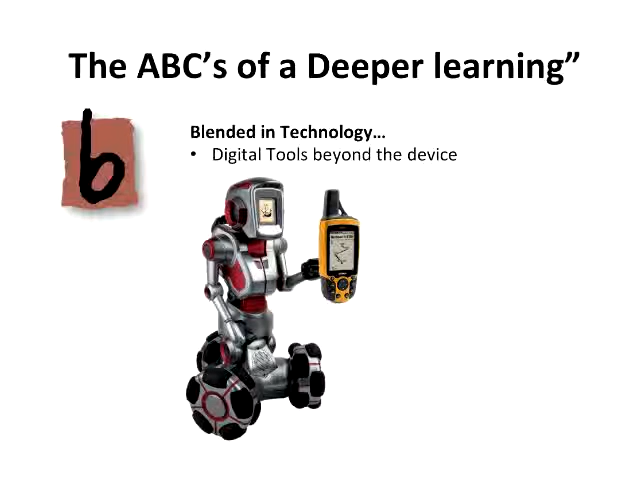 The ABC’s of a Deeper learning”
b
Blended in Technology…
• Digital Tools beyond the device